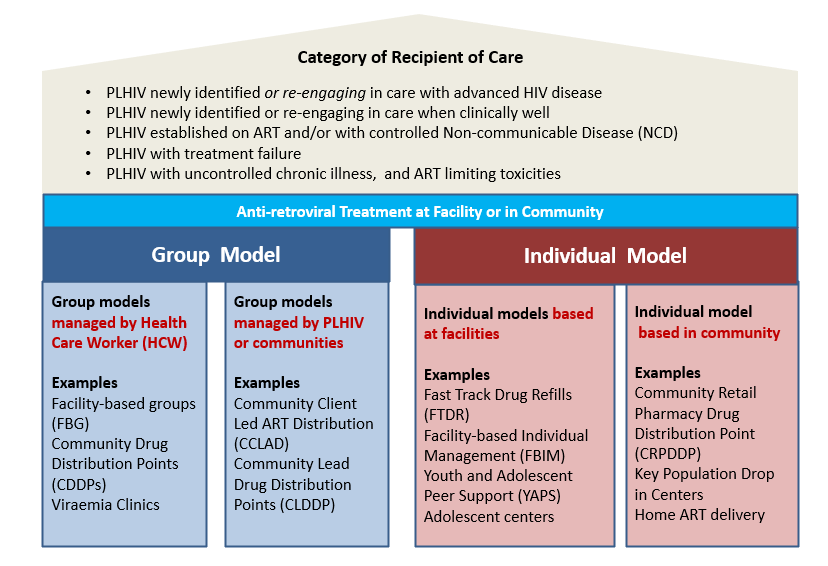 Category of Recipient of Care
• PLHIV newly identified or re-engaging in care with advanced HIV disease
• PLHIV newly identified or re-engaging in care when clinically well
• PLHIV established on ART and/or with controlled Non-communicable Disease (NCD)
• PLHIV with treatment failure
• PLHIV with uncontrolled chronic illness, and ART limiting toxicities
Anti-retroviral Treatment at Facility or in Community
Group Model
Group models
managed by Health
Care Worker (HCW)
Examples
Facility-based groups
(FBG)
Community Drug
Distribution Points
(CDDPs)
Viraemia Clinics
Group models
managed by PLHIV
or communities
Examples
Community Client
Led ART Distribution
(CCLAD)
Community Lead
Drug Distribution
Points (CLDDP)
Individual Model
Individual models based
at facilities
Examples
Fast Track Drug Refills
(FTDR)
Facility-based Individual
Management (FBIM)
Youth and Adolescent
Peer Support (YAPS)
Adolescent centers
Individual model
based in community
Examples
Community Retail
Pharmacy Drug
Distribution Point
(CRPDDP)
Key Population Drop
in Centers
Home ART delivery